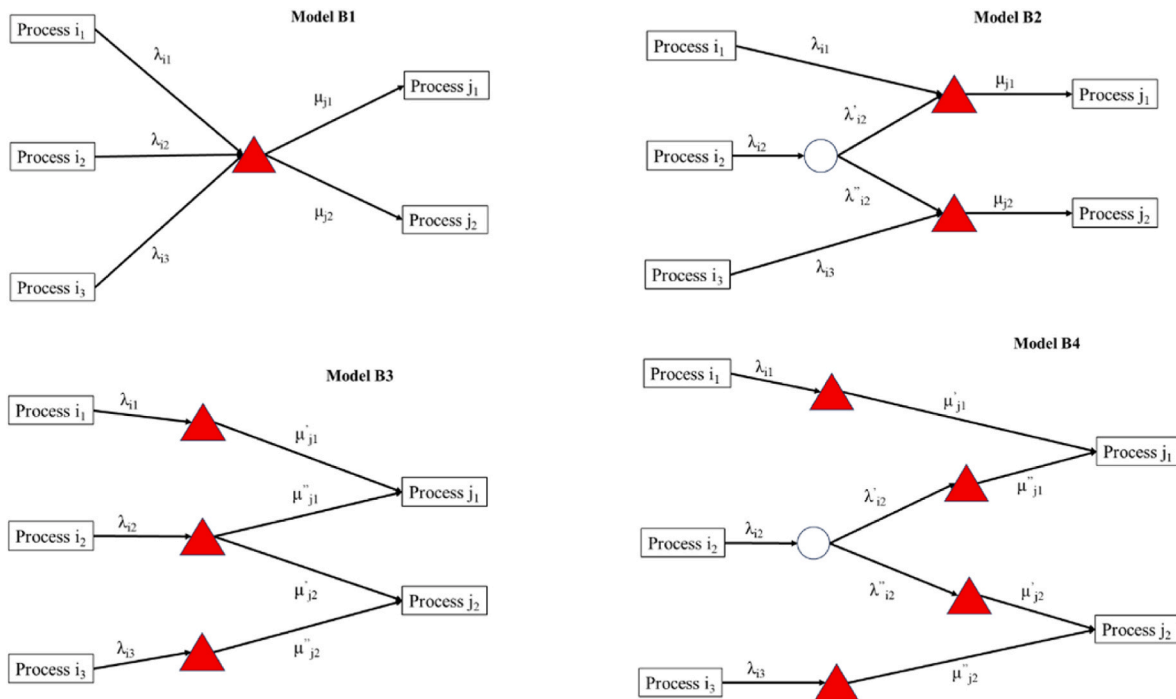 Model B1
Process i₁
λᵢ₁
Process i₂
λᵢ₂
Process i₃
λᵢ₃
μⱼ₁
Process j₁
μⱼ₂
Process j₂
Model B2
Process i₁
λᵢ₁
Process i₂
λᵢ₂
λ'ᵢ₂
λ''ᵢ₂
Process i₃
λᵢ₃
μⱼ₁
Process j₁
μⱼ₂
Process j₂
Model B3
Process i₁
λᵢ₁
Process i₂
λᵢ₂
Process i₃
λᵢ₃
μ'ⱼ₁
μ''ⱼ₁
Process j₁
μ'ⱼ₂
μ''ⱼ₂
Process j₂
Model B4
Process i₁
λᵢ₁
Process i₂
λᵢ₂
λ'ᵢ₂
λ''ᵢ₂
Process i₃
λᵢ₃
μ'ⱼ₁
μ''ⱼ₁
Process j₁
μ'ⱼ₂
μ''ⱼ₂
Process j₂